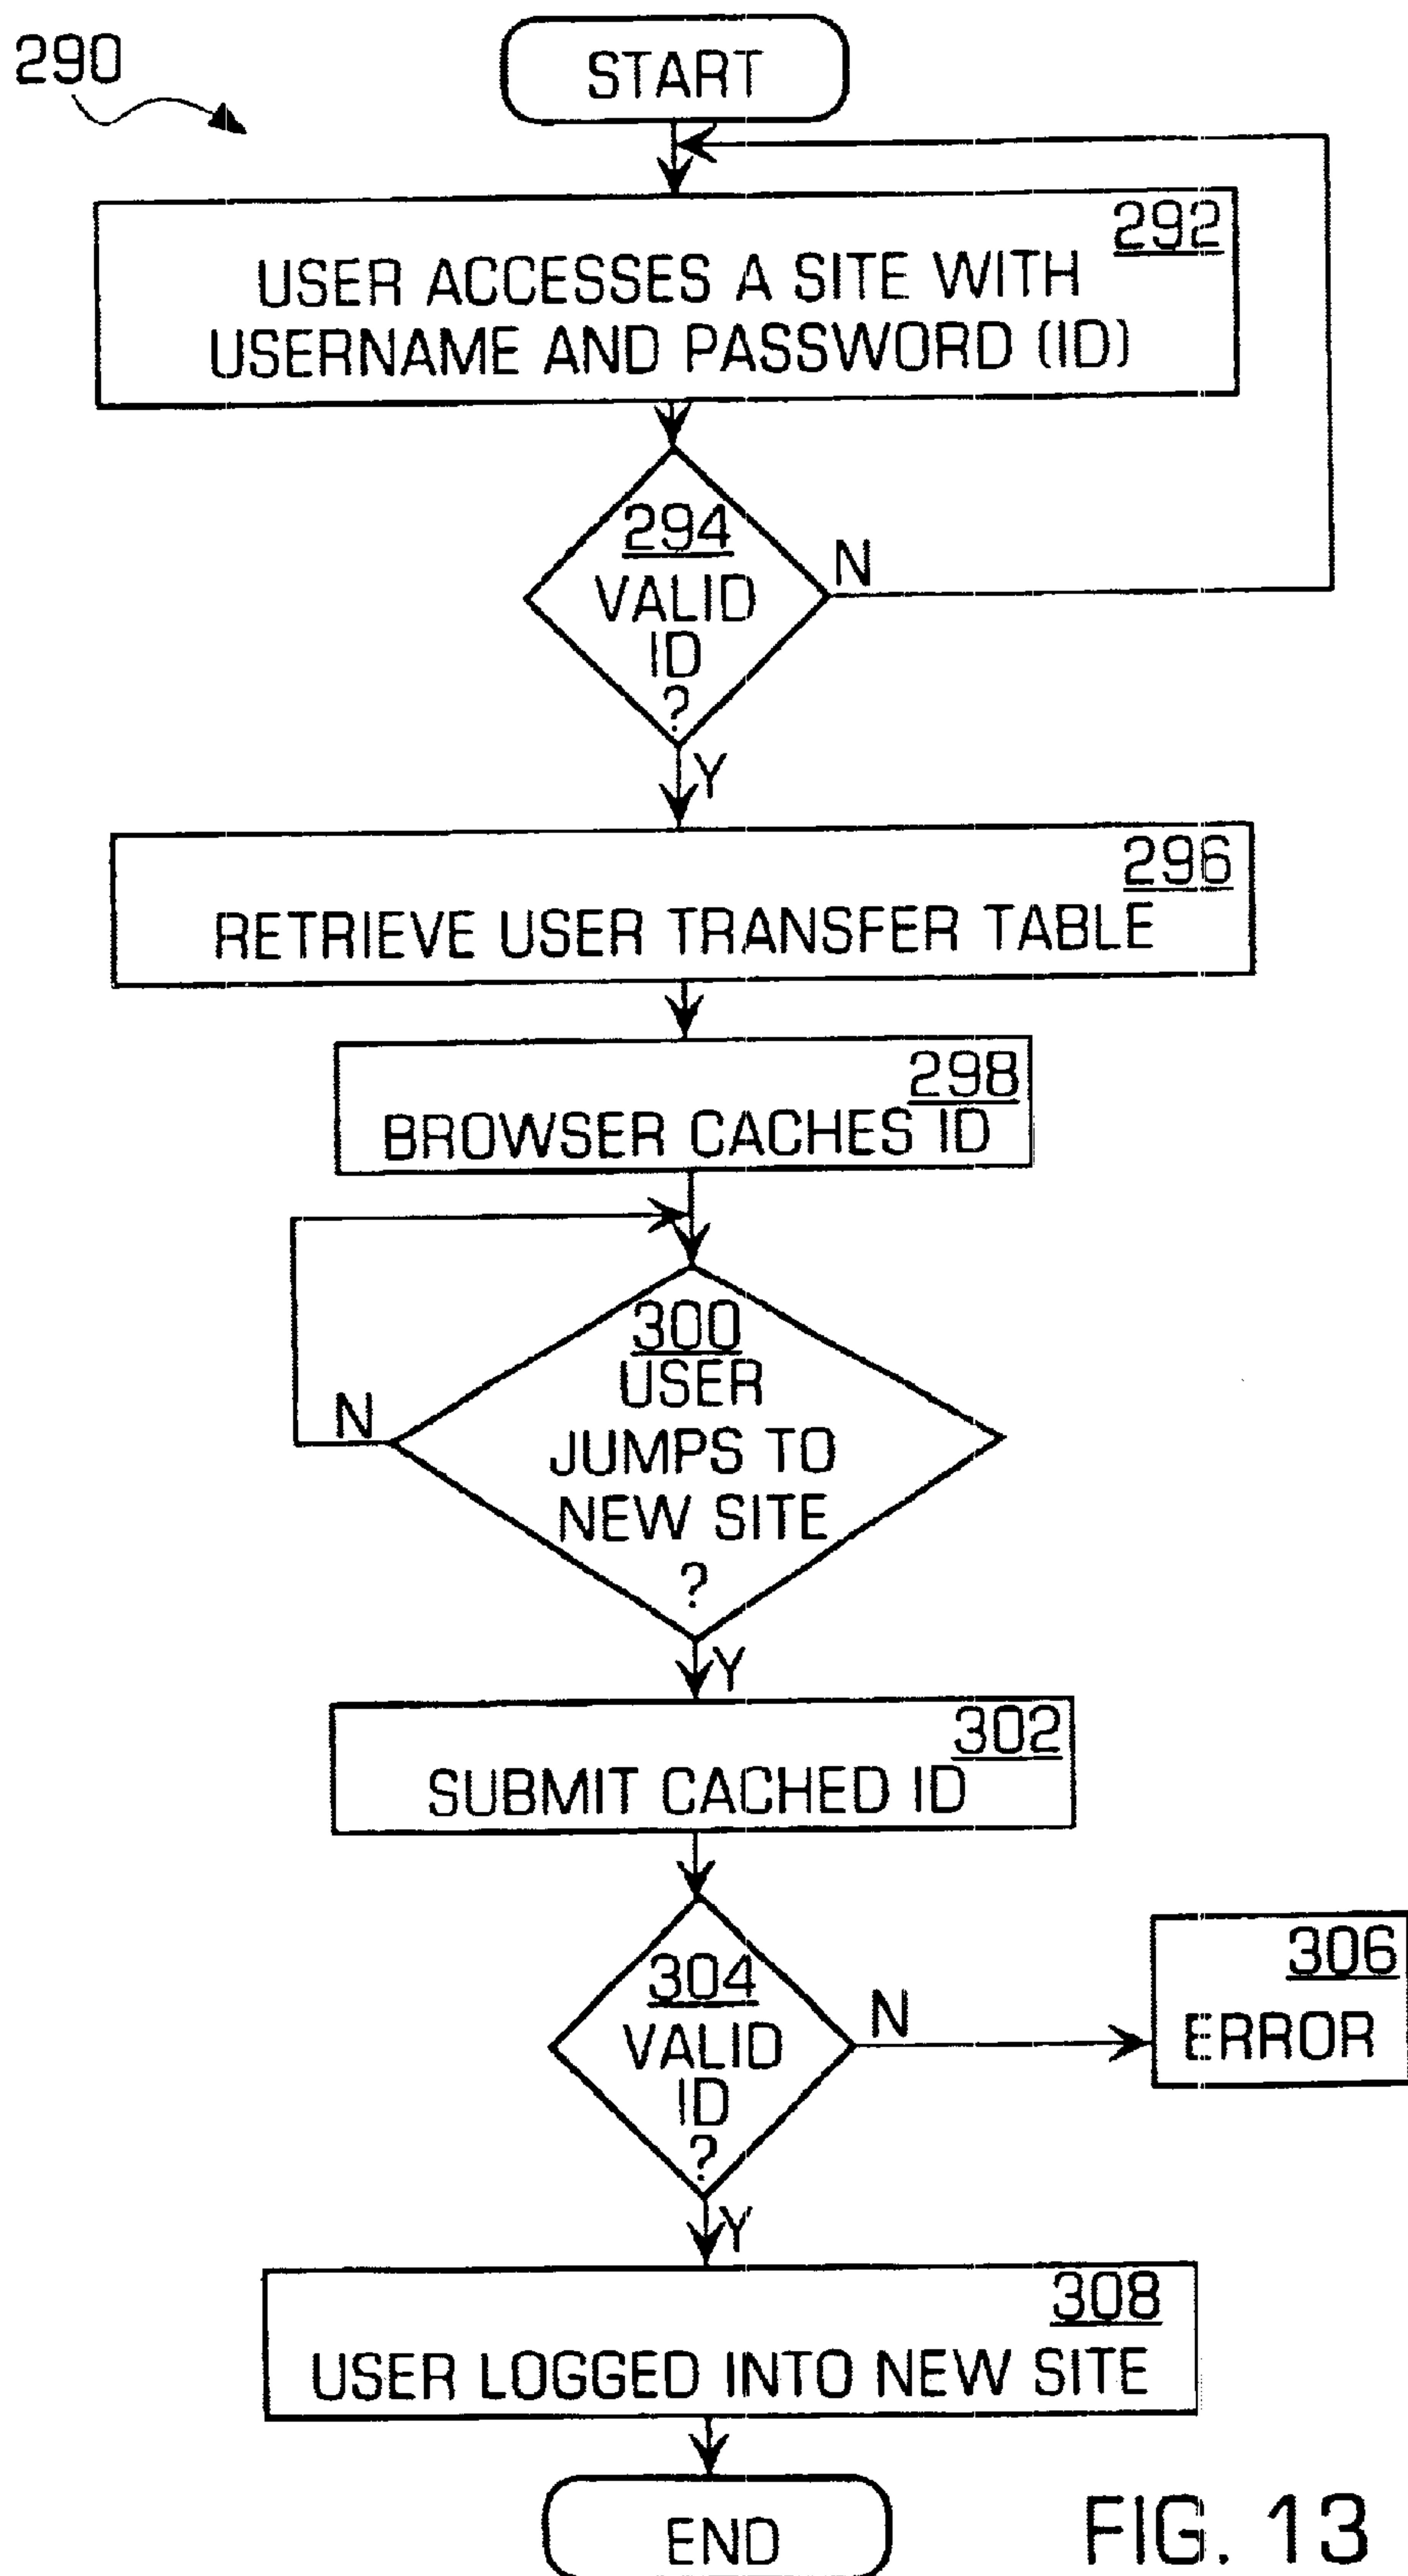 290
START
292
USER ACCESSES A SITE WITH
USERNAME AND PASSWORD (ID)
294
VALID
ID
?
N
Y
296
RETRIEVE USER TRANSFER TABLE
298
BROWSER CACHES ID
300
USER
JUMPS TO
NEW SITE
?
N
Y
302
SUBMIT CACHED ID
304
VALID
ID
?
N
306
ERROR
Y
308
USER LOGGED INTO NEW SITE
END
FIG. 13